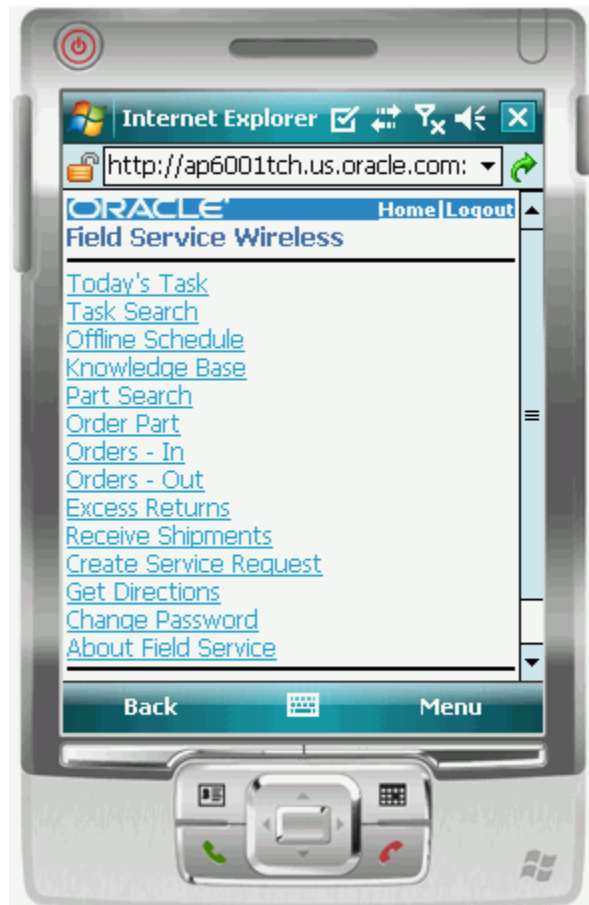 Internet Explorer
http://ap6001tch.us.oracle.com:
ORACLE Home|Logout
Field Service Wireless
Today's Task
Task Search
Offline Schedule
Knowledge Base
Part Search
Order Part
Orders - In
Orders - Out
Excess Returns
Receive Shipments
Create Service Request
Get Directions
Change Password
About Field Service
Back Menu